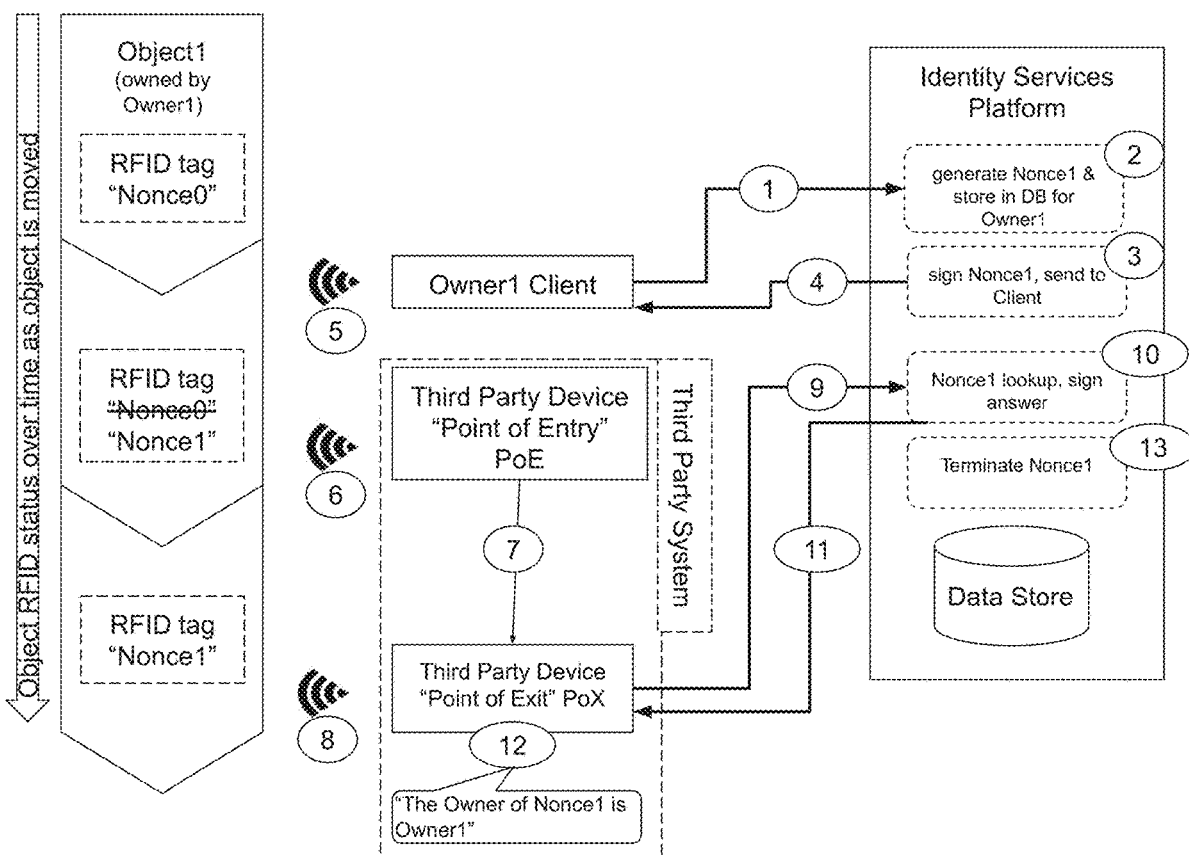 Object RFID status over time as object is moved
Object1
(owned by
Owner1)
RFID tag
“Nonce0”
RFID tag
“Nonce0”
“Nonce1”
RFID tag
“Nonce1”
5
6
8
Owner1 Client
Third Party Device
“Point of Entry”
PoE
7
Third Party System
Third Party Device
“Point of Exit” PoX
12
“The Owner of Nonce1 is
Owner1”
1
4
9
11
Identity Services
Platform
2
generate Nonce1 &
store in DB for
Owner1
3
sign Nonce1, send to
Client
10
Nonce1 lookup, sign
answer
13
Terminate Nonce1
Data Store